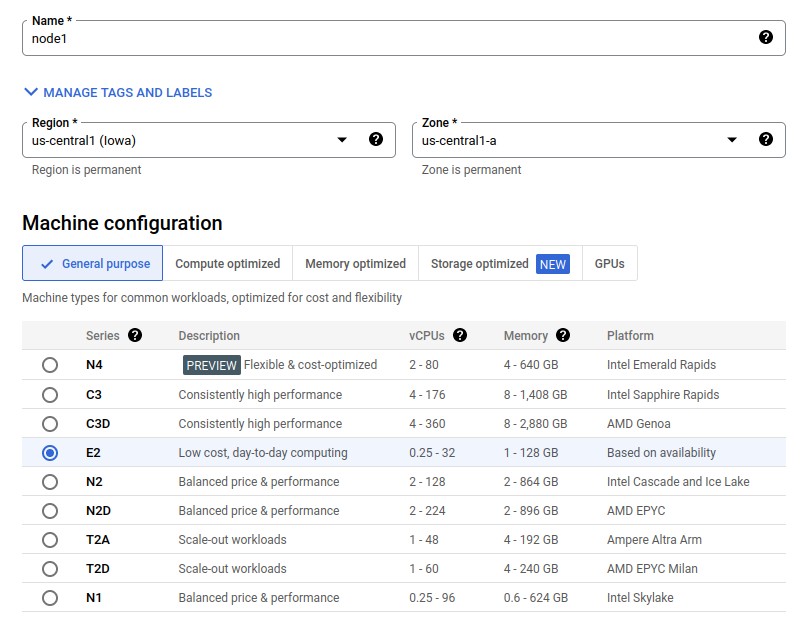 Name *
node1
MANAGE TAGS AND LABELS
Region * Zone *
us-central1 (Iowa) us-central1-a
Region is permanent Zone is permanent
Machine configuration
General purpose Compute optimized Memory optimized Storage optimized NEW GPUs
Machine types for common workloads, optimized for cost and flexibility
Series Description vCPUs Memory Platform
N4 PREVIEW Flexible & cost-optimized 2 - 80 4 - 640 GB Intel Emerald Rapids
C3 Consistently high performance 4 - 176 8 - 1,408 GB Intel Sapphire Rapids
C3D Consistently high performance 4 - 360 8 - 2,880 GB AMD Genoa
E2 Low cost, day-to-day computing 0.25 - 32 1 - 128 GB Based on availability
N2 Balanced price & performance 2 - 128 2 - 864 GB Intel Cascade and Ice Lake
N2D Balanced price & performance 2 - 224 2 - 896 GB AMD EPYC
T2A Scale-out workloads 1 - 48 4 - 192 GB Ampere Altra Arm
T2D Scale-out workloads 1 - 60 4 - 240 GB AMD EPYC Milan
N1 Balanced price & performance 0.25 - 96 0.6 - 624 GB Intel Skylake